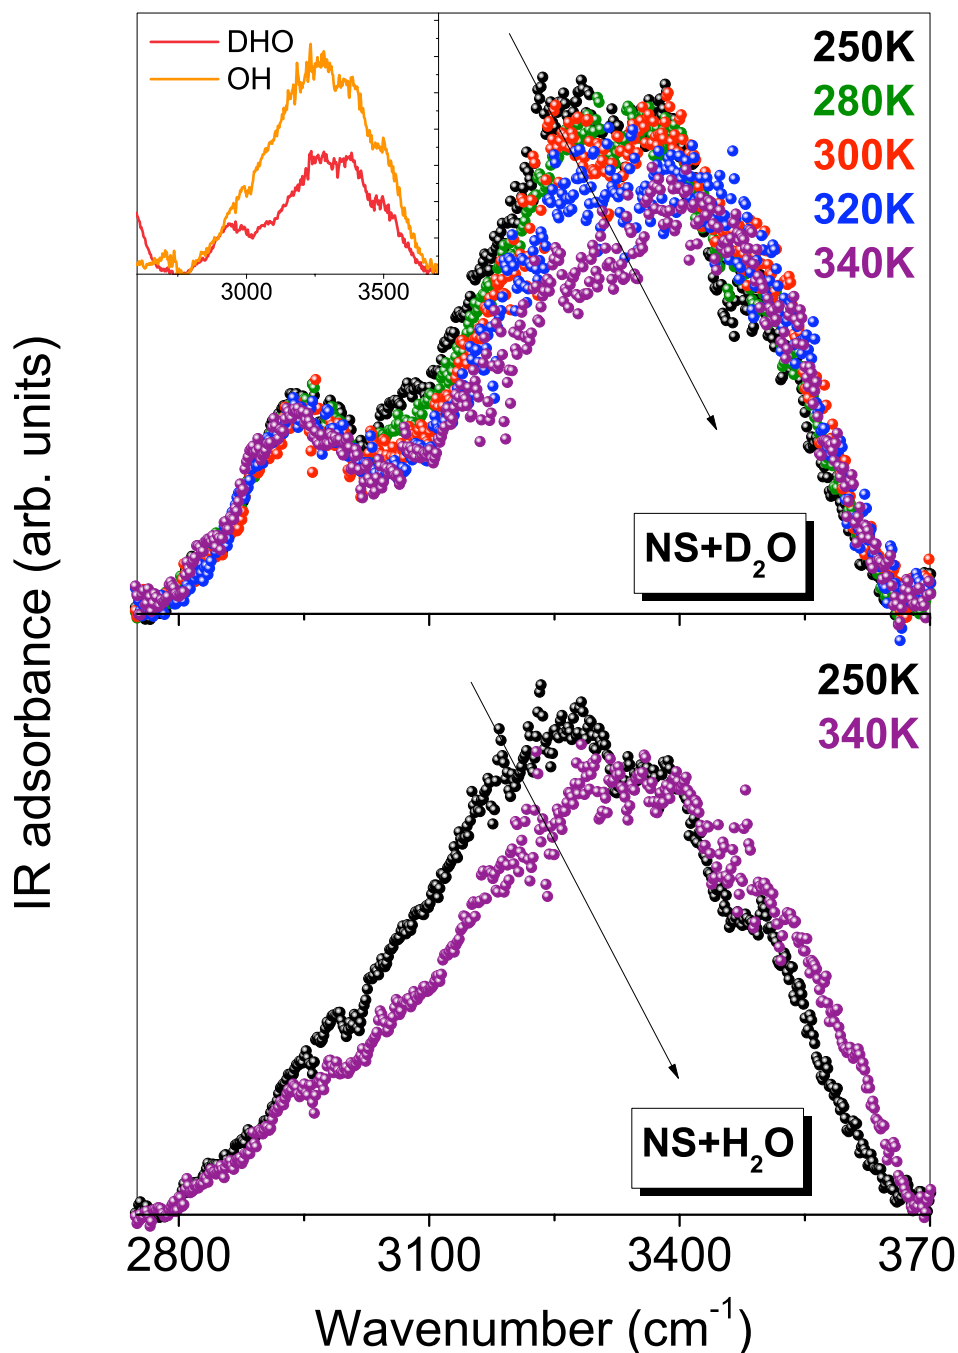 DHO
OH
3000
3500
250K
280K
300K
320K
340K
NS+D₂O
IR adsorbance (arb. units)
250K
340K
NS+H₂O
2800
3100
3400
370
Wavenumber (cm⁻¹)